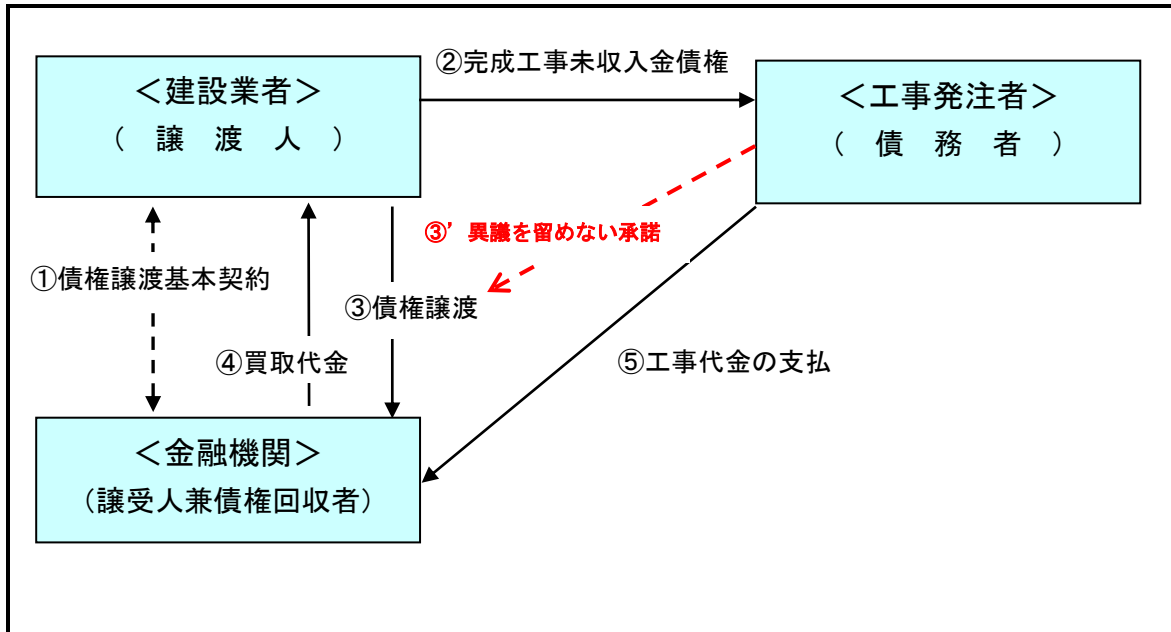 ②完成工事未収入金債権
＜建設業者＞
（　譲　渡　人　）
＜工事発注者＞
（　債　務　者　）
③’異議を留めない承諾
①債権譲渡基本契約
③債権譲渡
④買取代金
⑤工事代金の支払
＜金融機関＞
（譲受人兼債権回収者）